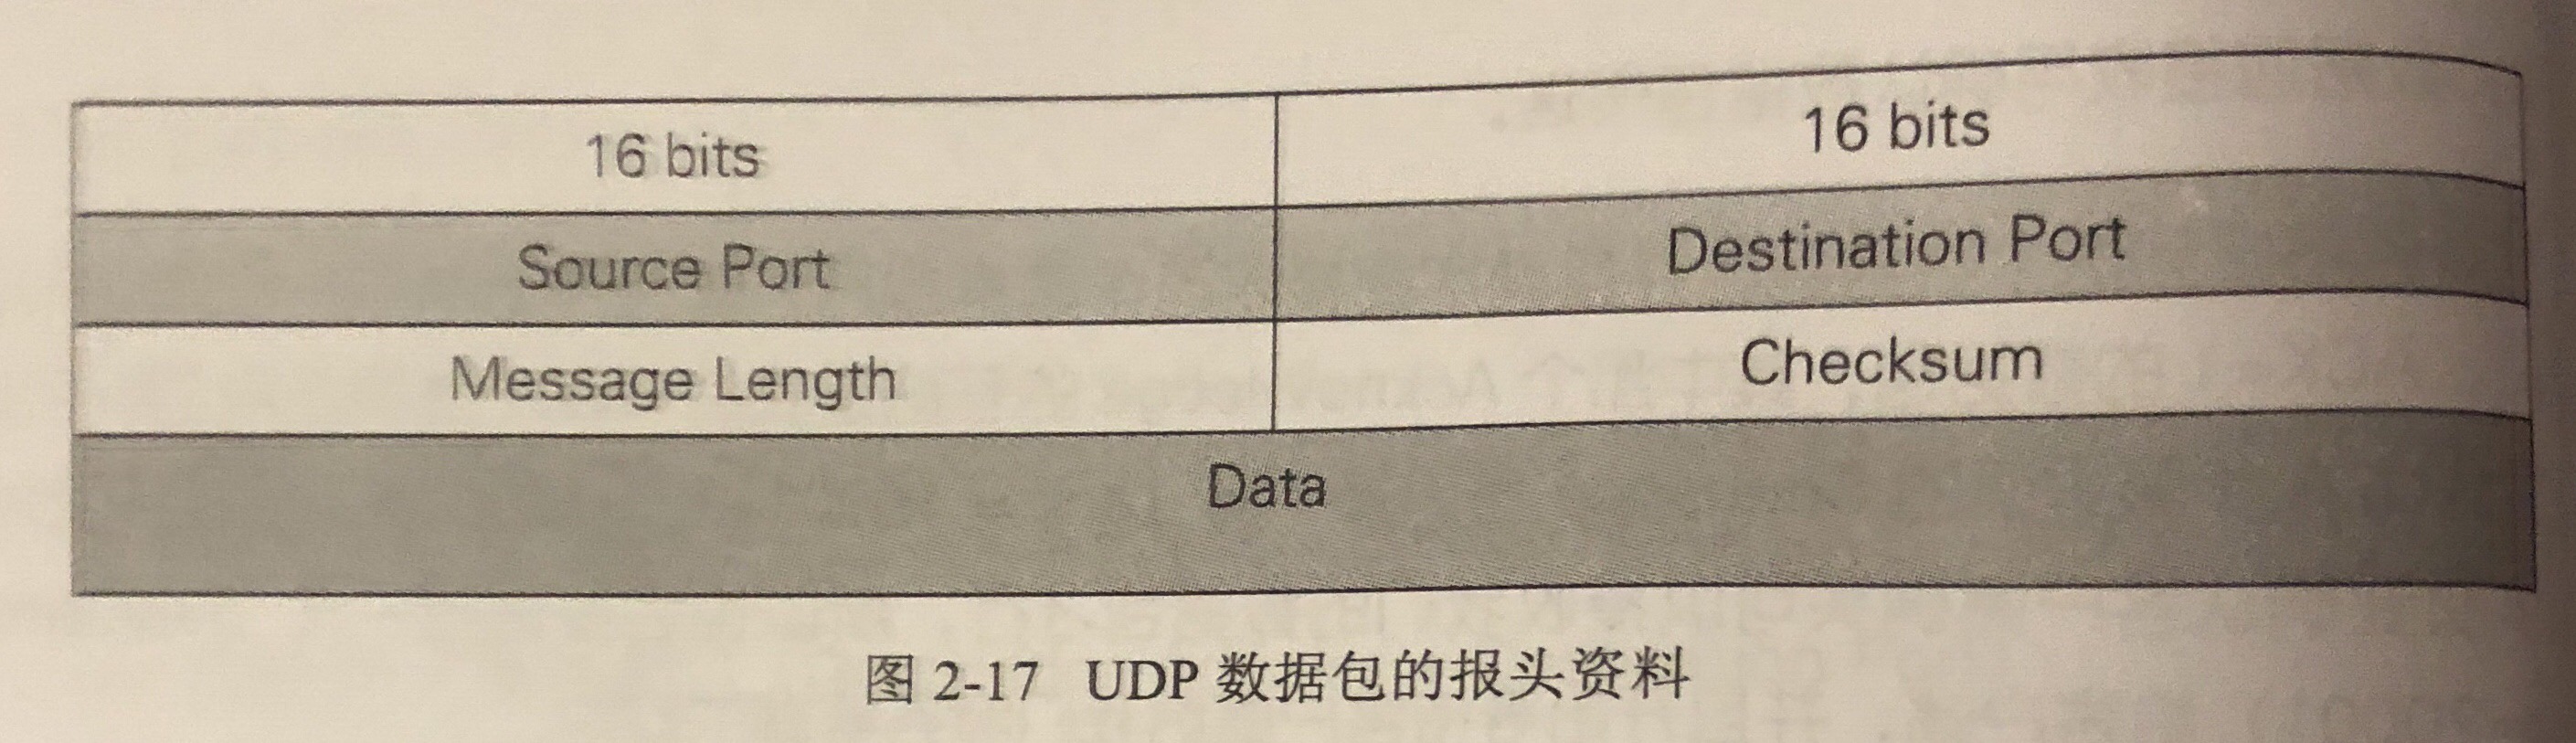 16 bits 16 bits
Source Port Destination Port
Message Length Checksum
Data
图 2-17 UDP 数据包的报头资料